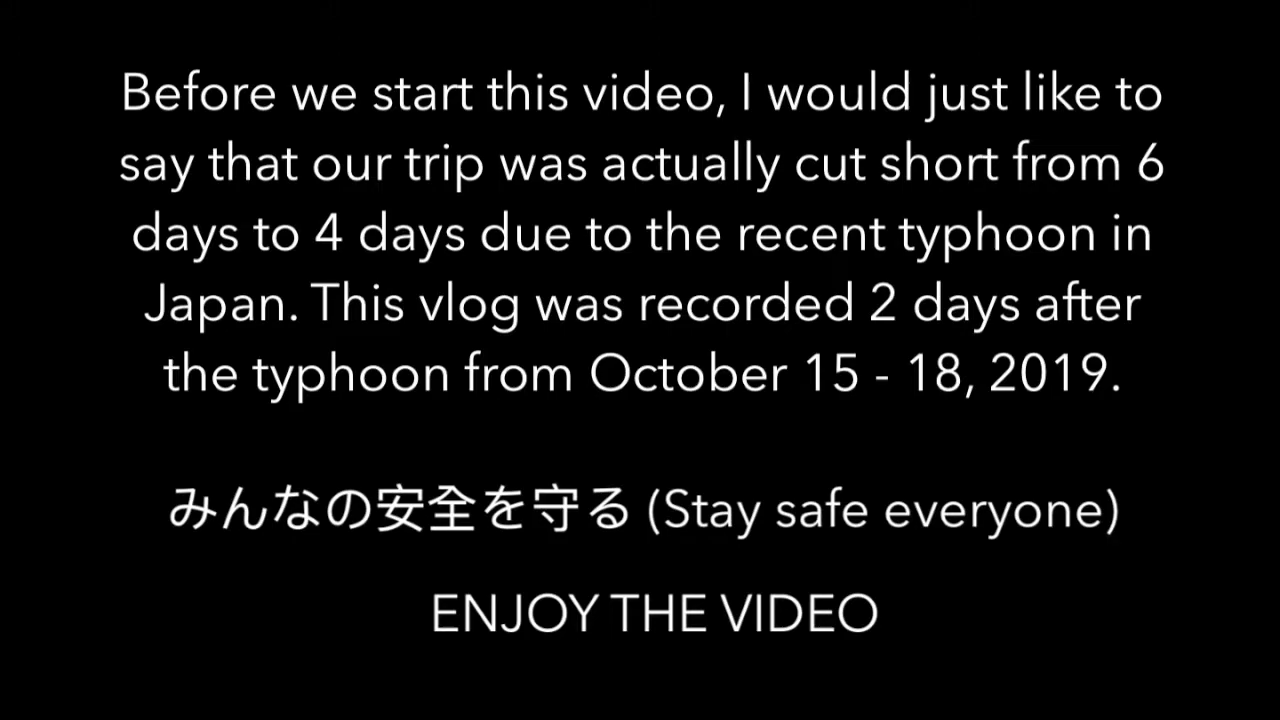 Before we start this video, I would just like to
say that our trip was actually cut short from 6
days to 4 days due to the recent typhoon in
Japan. This vlog was recorded 2 days after
the typhoon from October 15 - 18, 2019.
みんなの安全を守る (Stay safe everyone)
ENJOY THE VIDEO